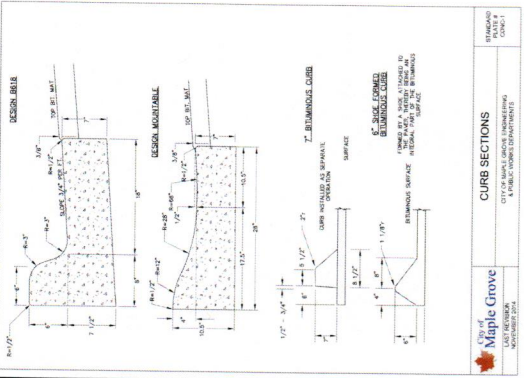 DESIGN B618
R=1/2"
6"
R=3"
R=3"
SLOPE 3/4" PER FT.
3/8"
R=1/2"
TOP BIT. MAT
6"
7 1/2"
7"
8"
18"
DESIGN MOUNTABLE
R=1/2"
R=12"
R=28"
1/2"
R=66"
3/8"
R=1/2"
TOP BIT. MAT
4"
10.5"
7"
17.5"
10.5"
28"
7" BITUMINOUS CURB
1/2" - 3/4"
6"
5 1/2"
2"r
CURB INSTALLED AS SEPARATE
OPERATION
SURFACE
7"
8 1/2"
6" SHOE FORMED
BITUMINOUS CURB
FORMED BY A SHOE ATTACHED TO
THE PAVER, THEREBY BEING AN
INTEGRAL PART OF THE BITUMINOUS
SURFACE
4"
8"
1 1/8"r
BITUMINOUS SURFACE
6"
City of
Maple Grove
LAST REVISION
NOVEMBER 2014
CURB SECTIONS
CITY OF MAPLE GROVE ENGINEERING
& PUBLIC WORKS DEPARTMENTS
STANDARD
PLATE #
CONC-1